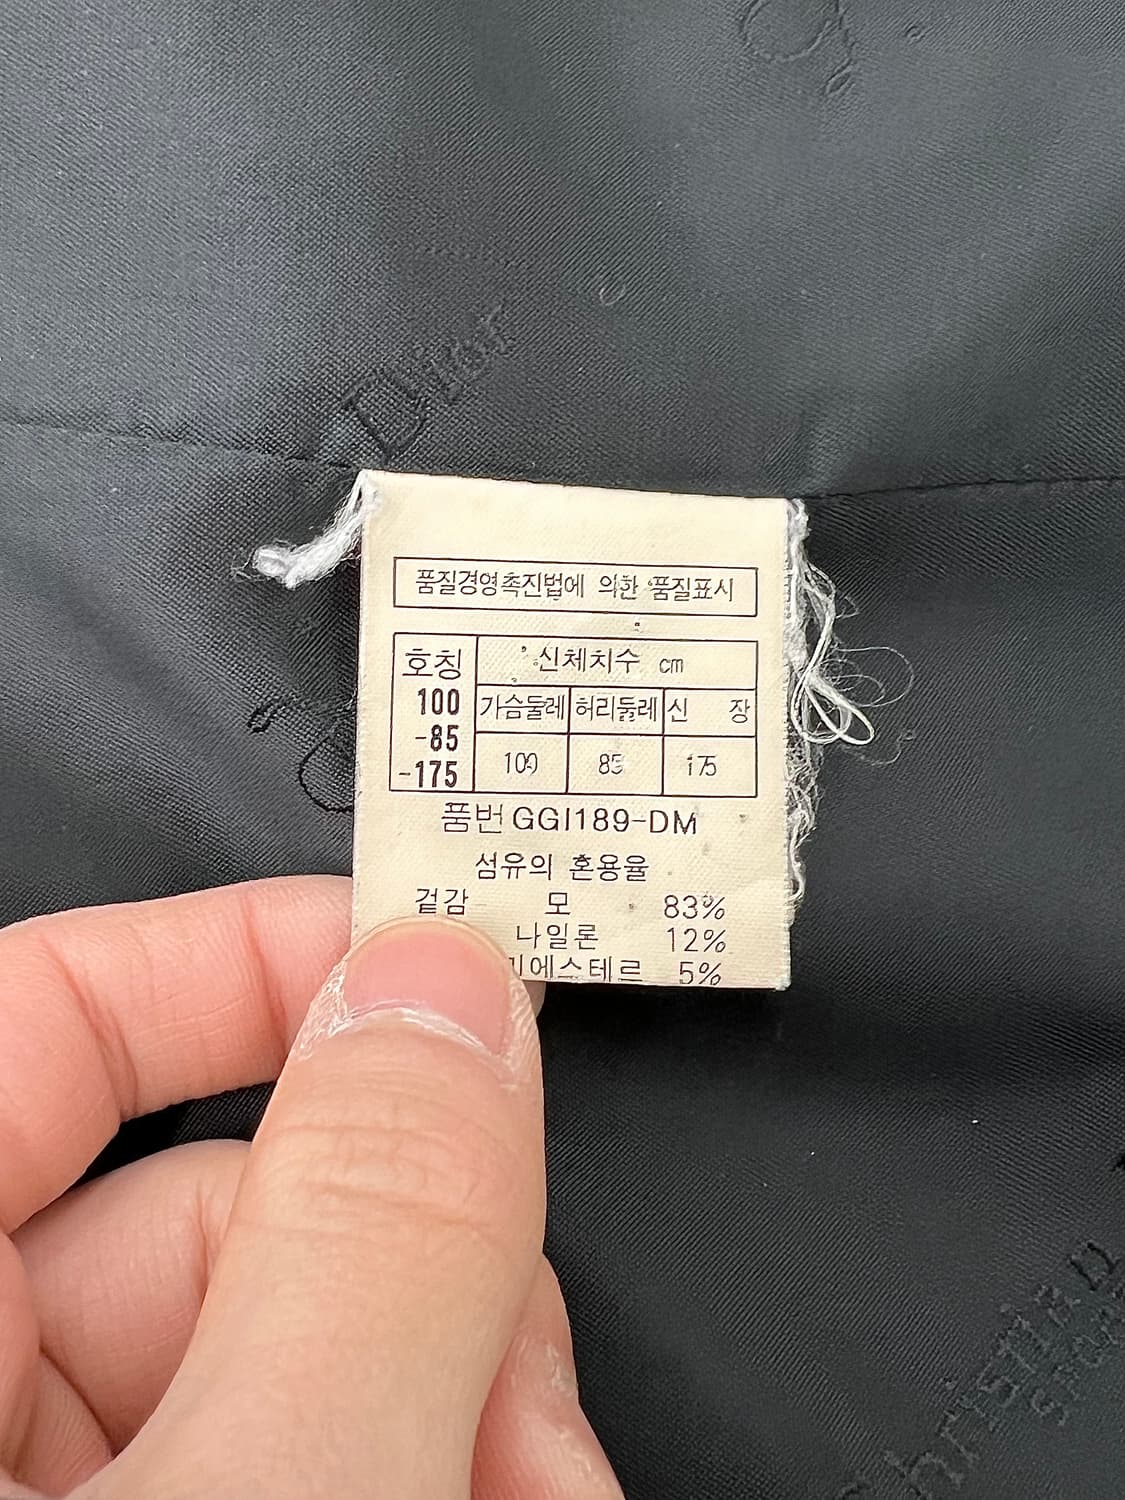 Dior
품질경영촉진법에 의한 품질표시
호칭
100
-85
-175
신체치수 cm
가슴둘레 허리둘레 신 장
100 85 175
품번 GGI189-DM
섬유의 혼용율
겉감 모 83%
나일론 12%
에스테르 5%
Christian